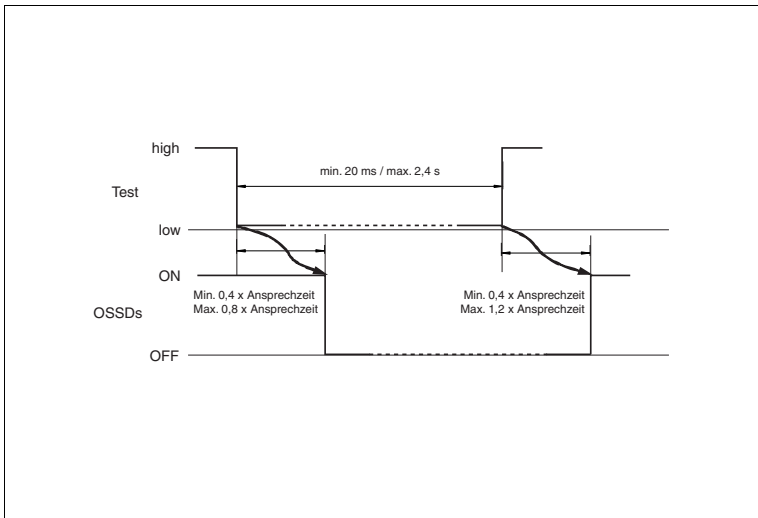 high
min. 20 ms / max. 2,4 s
Test
low
ON
Min. 0,4 x Ansprechzeit
Max. 0,8 x Ansprechzeit
Min. 0,4 x Ansprechzeit
Max. 1,2 x Ansprechzeit
OSSDs
OFF